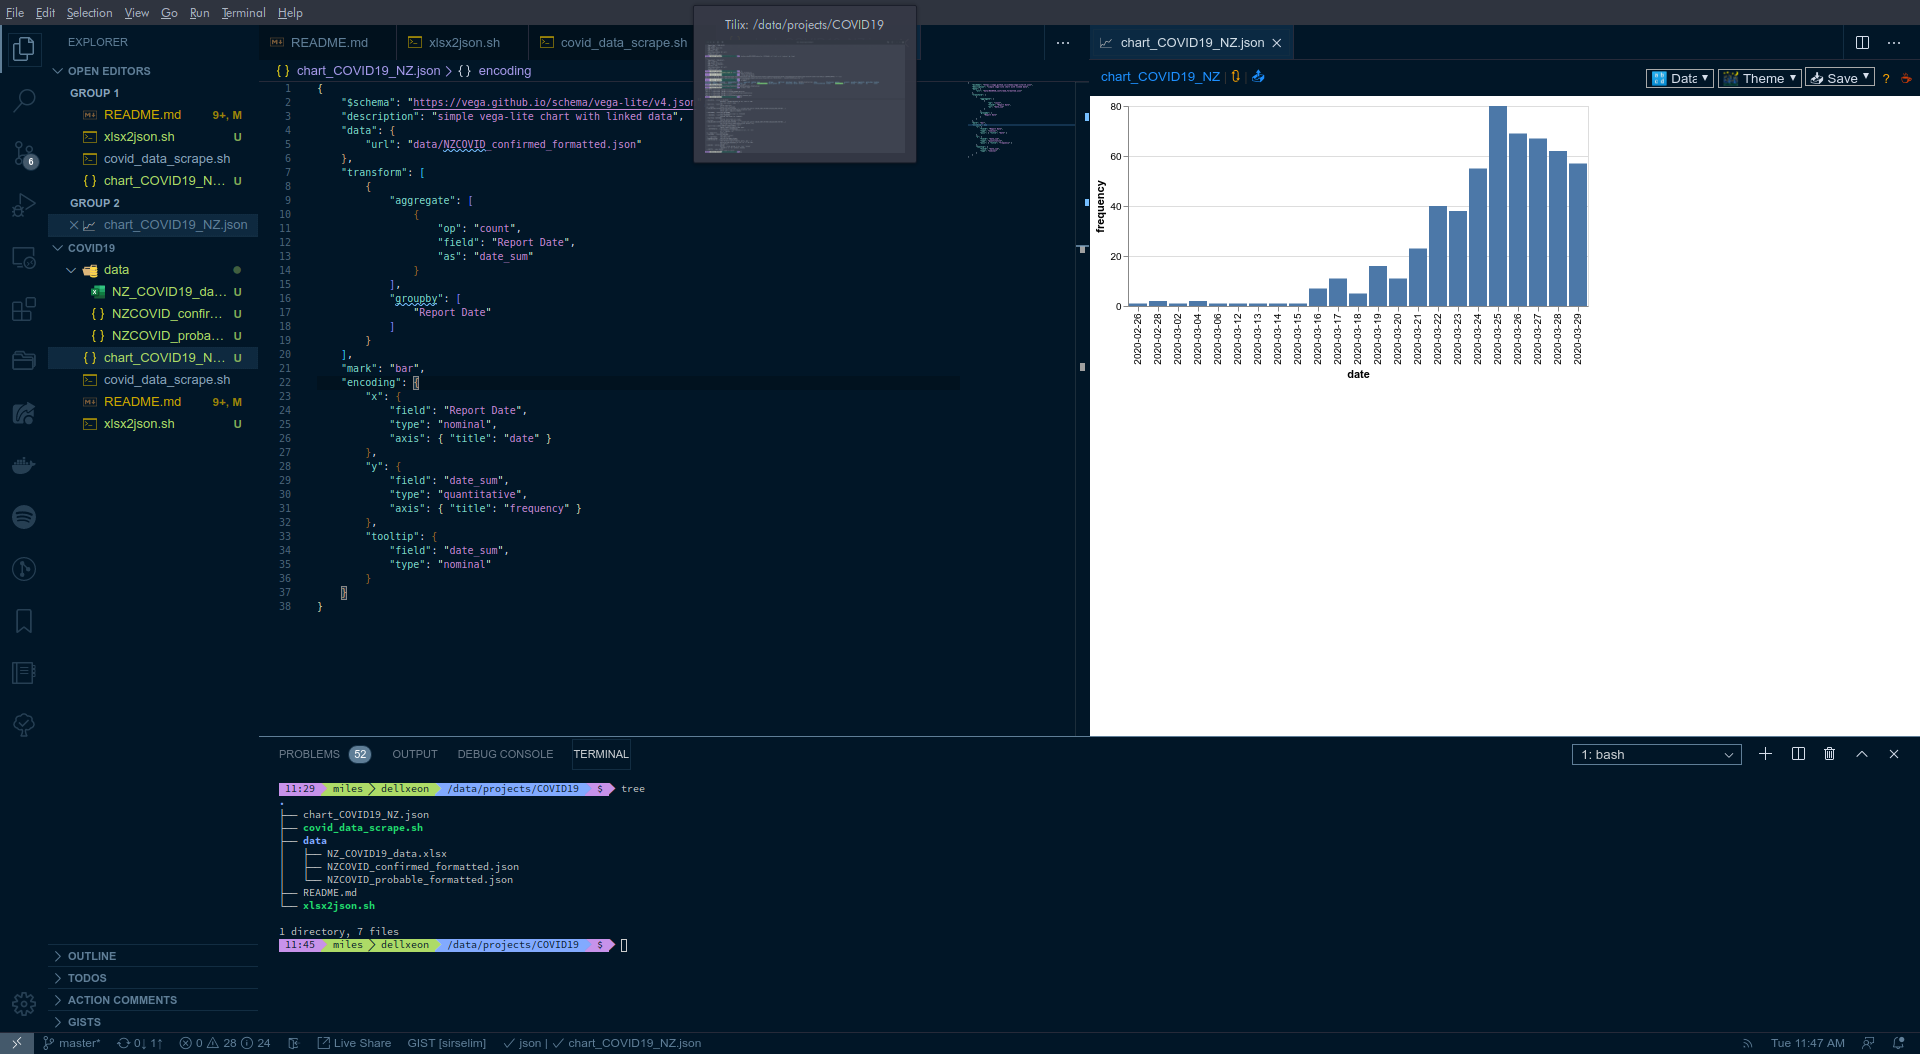 File Edit Selection View Go Run Terminal Help
Tilix: /data/projects/COVID19
EXPLORER
OPEN EDITORS
GROUP 1
README.md 9+, M
xlsx2json.sh U
covid_data_scrape.sh
{ } chart_COVID19_N... U
GROUP 2
chart_COVID19_NZ.json
COVID19
data
NZ_COVID19_da... U
{ } NZCOVID_confir... U
{ } NZCOVID_proba... U
{ } chart_COVID19_N... U
covid_data_scrape.sh
README.md 9+, M
xlsx2json.sh U
OUTLINE
TODOS
ACTION COMMENTS
GISTS
6
README.md xlsx2json.sh covid_data_scrape.sh ...
{ } chart_COVID19_NZ.json > { } encoding
1 {
2 "$schema": "https://vega.github.io/schema/vega-lite/v4.json
3 "description": "simple vega-lite chart with linked data",
4 "data": {
5 "url": "data/NZCOVID_confirmed_formatted.json"
6 },
7 "transform": [
8 {
9 "aggregate": [
10 {
11 "op": "count",
12 "field": "Report Date",
13 "as": "date_sum"
14 }
15 ],
16 "groupby": [
17 "Report Date"
18 ]
19 }
20 ],
21 "mark": "bar",
22 "encoding": {
23 "x": {
24 "field": "Report Date",
25 "type": "nominal",
26 "axis": { "title": "date" }
27 },
28 "y": {
29 "field": "date_sum",
30 "type": "quantitative",
31 "axis": { "title": "frequency" }
32 },
33 "tooltip": {
34 "field": "date_sum",
35 "type": "nominal"
36 }
37 }
38 }
chart_COVID19_NZ.json ...
chart_COVID19_NZ Data Theme Save ?
80
60
40
20
0
frequency
2020-02-26
2020-02-28
2020-03-02
2020-03-04
2020-03-06
2020-03-12
2020-03-13
2020-03-14
2020-03-15
2020-03-16
2020-03-17
2020-03-18
2020-03-19
2020-03-20
2020-03-21
2020-03-22
2020-03-23
2020-03-24
2020-03-25
2020-03-26
2020-03-27
2020-03-28
2020-03-29
date
PROBLEMS 52 OUTPUT DEBUG CONSOLE TERMINAL 1: bash
11:29 miles dellxeon /data/projects/COVID19 $ tree
.
├── chart_COVID19_NZ.json
├── covid_data_scrape.sh
├── data
│   ├── NZ_COVID19_data.xlsx
│   ├── NZCOVID_confirmed_formatted.json
│   └── NZCOVID_probable_formatted.json
├── README.md
└── xlsx2json.sh
1 directory, 7 files
11:45 miles dellxeon /data/projects/COVID19 $
master* 0↓ 1↑ 0 28 24 Live Share GIST [sirselim] json | chart_COVID19_NZ.json Tue 11:47 AM